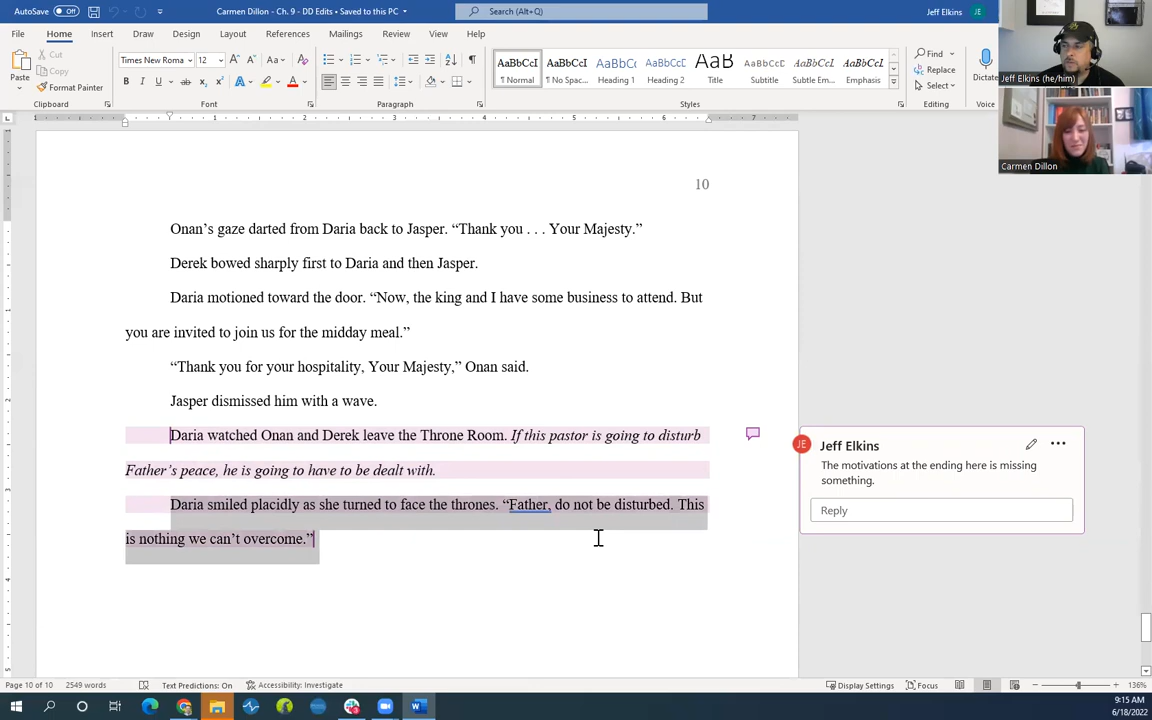 AutoSave Off Carmen Dillon - Ch. 9 - DD Edits • Saved to this PC Search (Alt+Q) Jeff Elkins JE
File Home Insert Draw Design Layout References Mailings Review View Help
Paste Cut Copy Format Painter
Times New Roma 12
AaBbCcI AaBbCcI AaBbC( AaBbCcI AaB AaBbCcC AaBbCcI AaBbCcI
¶ Normal ¶ No Spac... Heading 1 Heading 2 Title Subtitle Subtle Em... Emphasis
Find Replace Select Dictate
Clipboard Font Paragraph Styles Editing Voice
Jeff Elkins (he/him)
Carmen Dillon
10
Onan’s gaze darted from Daria back to Jasper. “Thank you . . . Your Majesty.”
Derek bowed sharply first to Daria and then Jasper.
Daria motioned toward the door. “Now, the king and I have some business to attend. But
you are invited to join us for the midday meal.”
“Thank you for your hospitality, Your Majesty,” Onan said.
Jasper dismissed him with a wave.
Daria watched Onan and Derek leave the Throne Room. If this pastor is going to disturb
Father’s peace, he is going to have to be dealt with.
Daria smiled placidly as she turned to face the thrones. “Father, do not be disturbed. This
is nothing we can’t overcome.”
JE Jeff Elkins
The motivations at the ending here is missing
something.
Reply
Page 10 of 10 2549 words Text Predictions: On Accessibility: Investigate Display Settings Focus 136%
9:15 AM
6/18/2022